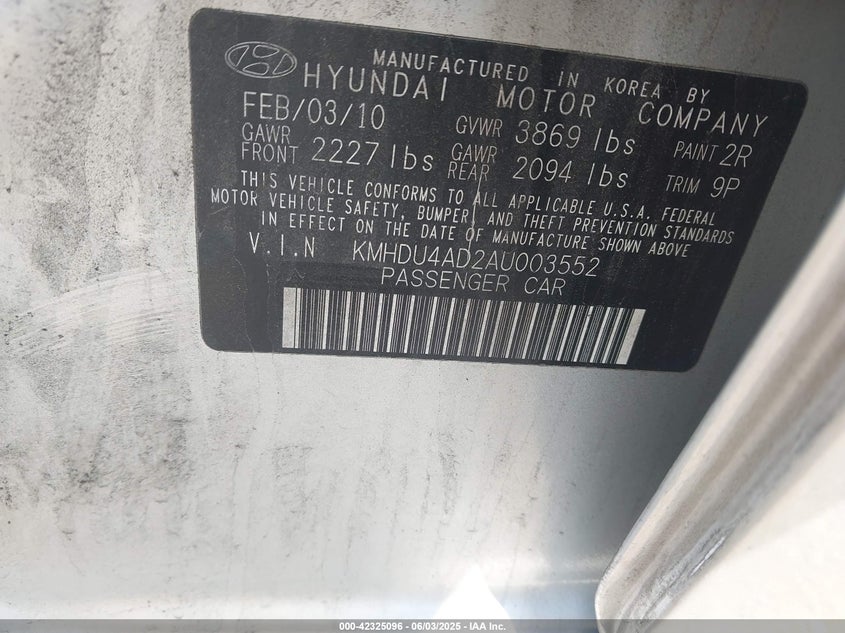 MANUFACTURED IN KOREA BY
HYUNDAI MOTOR COMPANY
FEB/03/10 GVWR 3869 lbs PAINT 2R
GAWR FRONT 2227 lbs GAWR REAR 2094 lbs TRIM 9P
THIS VEHICLE CONFORMS TO ALL APPLICABLE U.S.A. FEDERAL
MOTOR VEHICLE SAFETY, BUMPER, AND THEFT PREVENTION STANDARDS
IN EFFECT ON THE DATE OF MANUFACTURE SHOWN ABOVE
V.I.N KMHDU4AD2AU003552
PASSENGER CAR
000-42325096 - 06/03/2025 - IAA Inc.